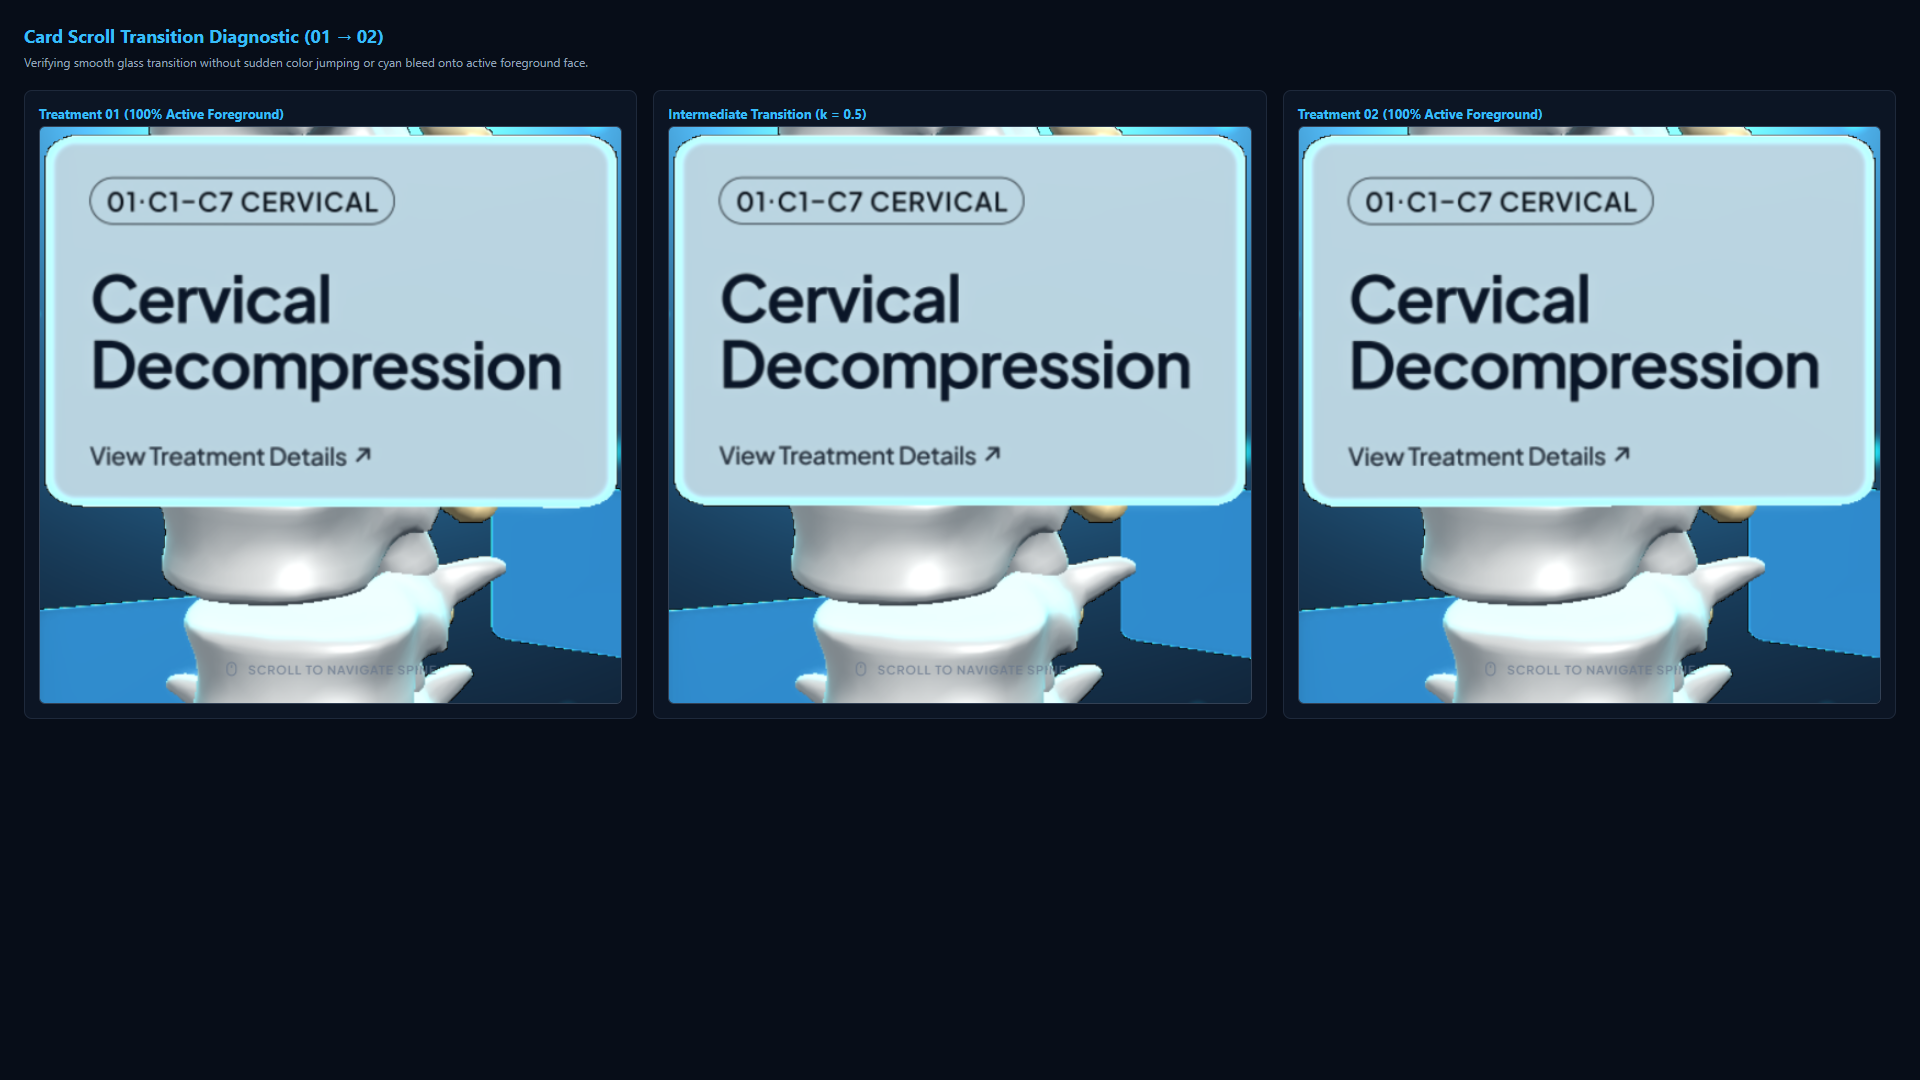 Card Scroll Transition Diagnostic (01 → 02)
Verifying smooth glass transition without sudden color jumping or cyan bleed onto active foreground face.
Treatment 01 (100% Active Foreground)
01·C1–C7 CERVICAL
Cervical
Decompression
View Treatment Details ↗
SCROLL TO NAVIGATE SPINE
Intermediate Transition (k = 0.5)
01·C1–C7 CERVICAL
Cervical
Decompression
View Treatment Details ↗
SCROLL TO NAVIGATE SPINE
Treatment 02 (100% Active Foreground)
01·C1–C7 CERVICAL
Cervical
Decompression
View Treatment Details ↗
SCROLL TO NAVIGATE SPINE